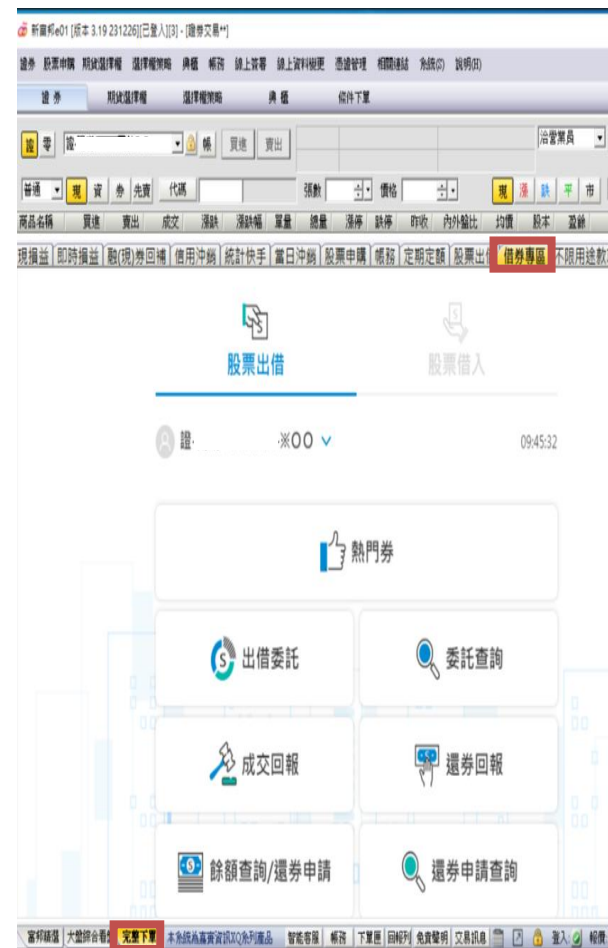 新富邦e01 [版本 3.19 231226][已登入][3] - [證券交易**]
證券 股票申購 期貨選擇權 選擇權策略 興櫃 帳務 線上簽署 線上資料變更 憑證管理 相關連結 系統(S) 說明(H)
證券 期貨選擇權 選擇權策略 興櫃 條件下單
證 零 證· 帳 買進 賣出 洽營業員
普通 現 資 券 先賣 代碼 張數 價格 現 漲 跌 平 市
商品名稱 買進 賣出 成交 漲跌 漲跌幅 單量 總量 漲停 跌停 昨收 內外盤比 均價 股本 盈餘
現損益 即時損益 融(現)券回補 信用沖銷 統計快手 當日沖銷 股票申購 帳務 定期定額 股票出借 借券專區 不限用途款項
股票出借 股票借入
證· ·※OO 09:45:32
熱門券
出借委託 委託查詢
成交回報 還券回報
餘額查詢/還券申請 還券申請查詢
富邦精選 大盤綜合看盤 完整下單 本系統為嘉實資訊XQ系列產品 智能客服 帳務 下單匣 回報列 免責聲明 交易訊息 登入: 報價: